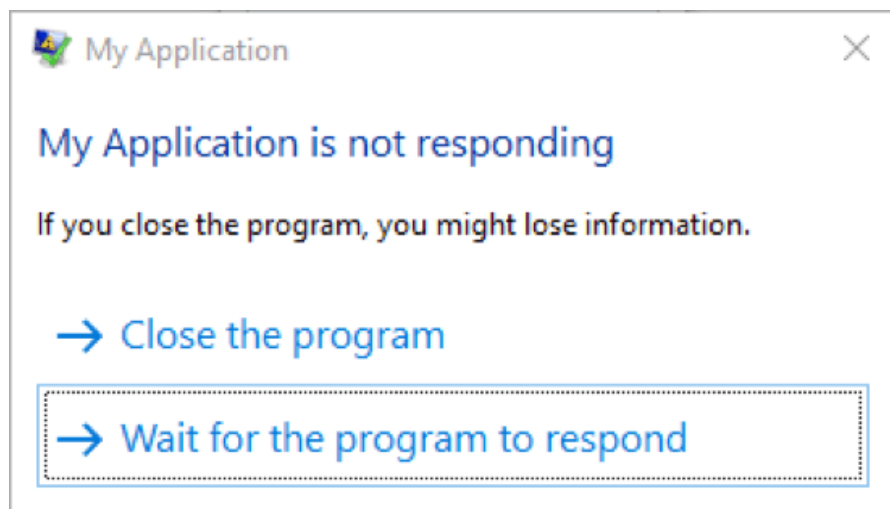 My Application
My Application is not responding
If you close the program, you might lose information.
Close the program
Wait for the program to respond